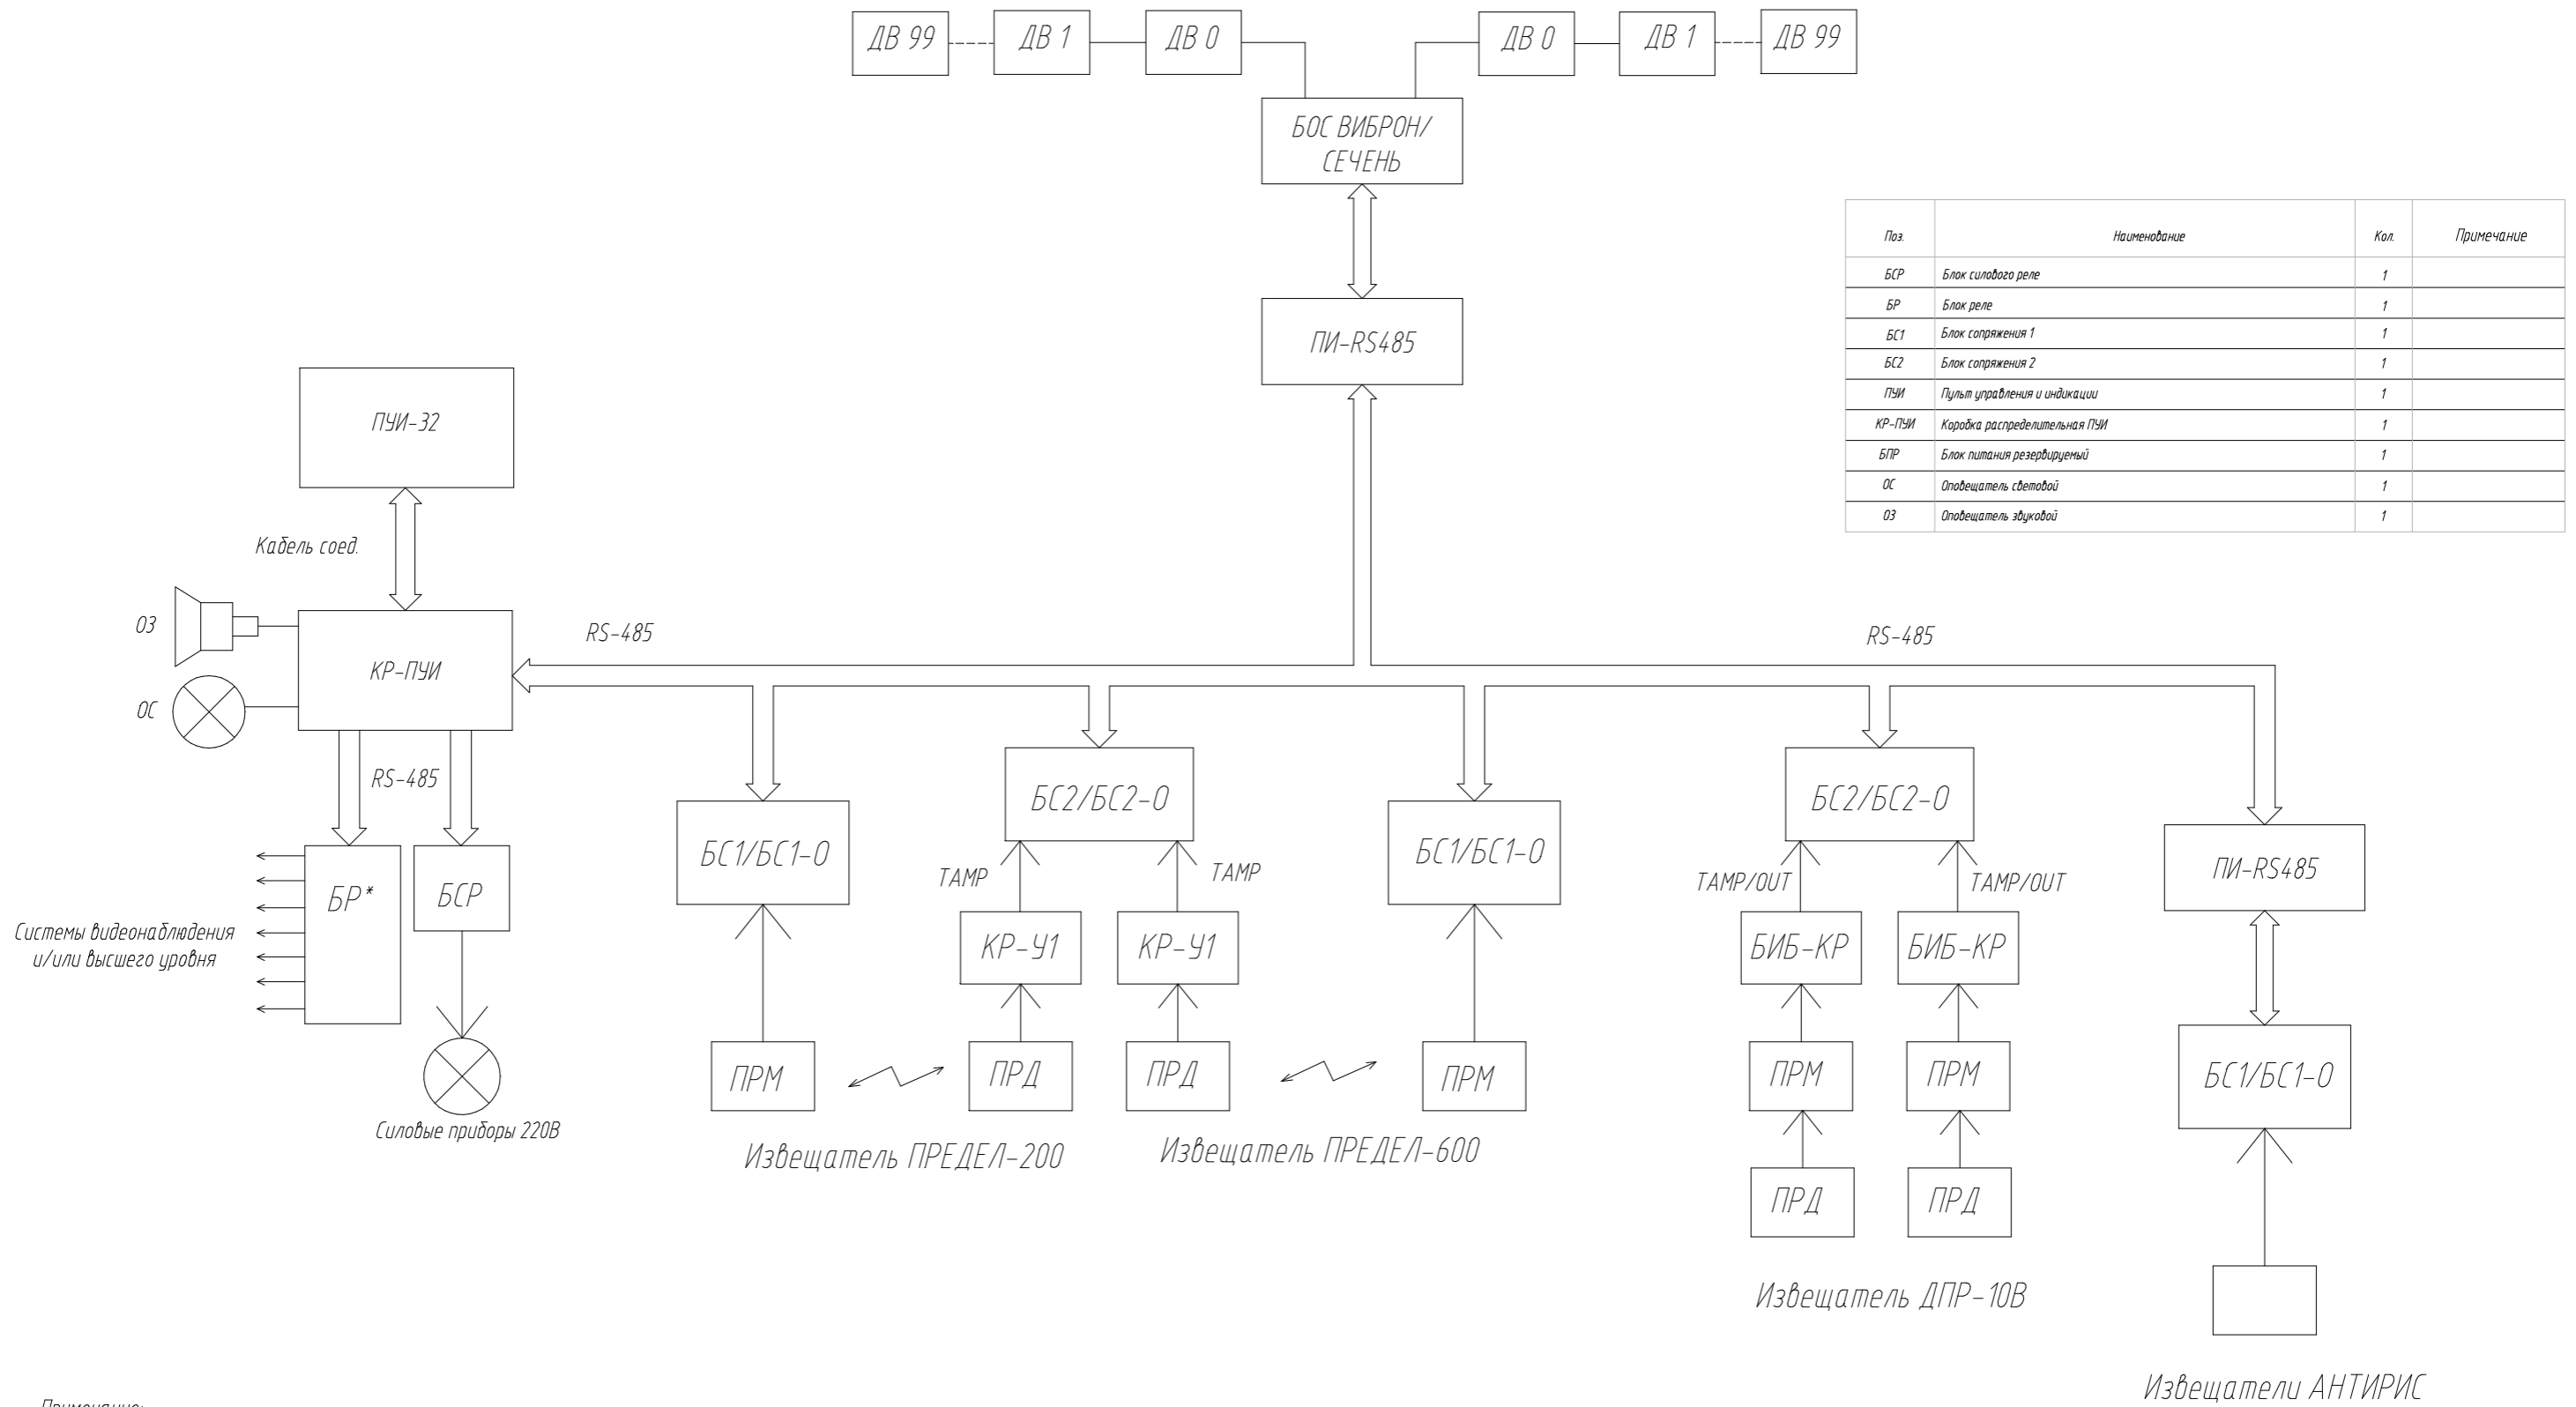 ДВ 99
ДВ 1
ДВ 0
ДВ 0
ДВ 1
ДВ 99
БОС ВИБРОН/
СЕЧЕНЬ
ПИ-RS485
Поз. Наименование Кол. Примечание
БСР Блок силового реле 1
БР Блок реле 1
БС1 Блок сопряжения 1 1
БС2 Блок сопряжения 2 1
ПУИ Пульт управления и индикации 1
КР-ПУИ Коробка распределительная ПУИ 1
БПР Блок питания резервируемый 1
ОС Оповещатель световой 1
ОЗ Оповещатель звуковой 1
ПУИ-32
Кабель соед.
ОЗ
КР-ПУИ
ОС
RS-485
RS-485
RS-485
БР*
БСР
Системы видеонаблюдения
и/или высшего уровня
Силовые приборы 220В
БС1/БС1-О
БС2/БС2-О
БС1/БС1-О
БС2/БС2-О
ПИ-RS485
TAMP
TAMP
TAMP/OUT
TAMP/OUT
КР-У1
КР-У1
БИБ-КР
БИБ-КР
ПРМ
ПРД
ПРД
ПРМ
ПРМ
ПРМ
БС1/БС1-О
ПРД
ПРД
Извещатель ПРЕДЕЛ-200
Извещатель ПРЕДЕЛ-600
Извещатель ДПР-10В
Извещатели АНТИРИС
Примечание: